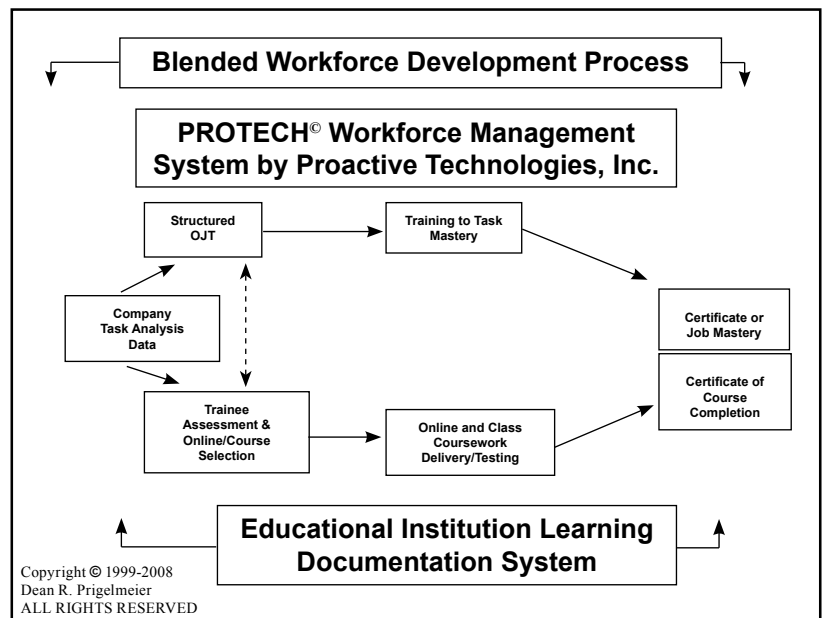 Blended Workforce Development Process
PROTECH© Workforce Management
System by Proactive Technologies, Inc.
Structured
OJT
Training to Task
Mastery
Company
Task Analysis
Data
Certificate or
Job Mastery
Certificate of
Course
Completion
Trainee
Assessment &
Online/Course
Selection
Online and Class
Coursework
Delivery/Testing
Educational Institution Learning
Documentation System
Copyright © 1999-2008
Dean R. Prigelmeier
ALL RIGHTS RESERVED